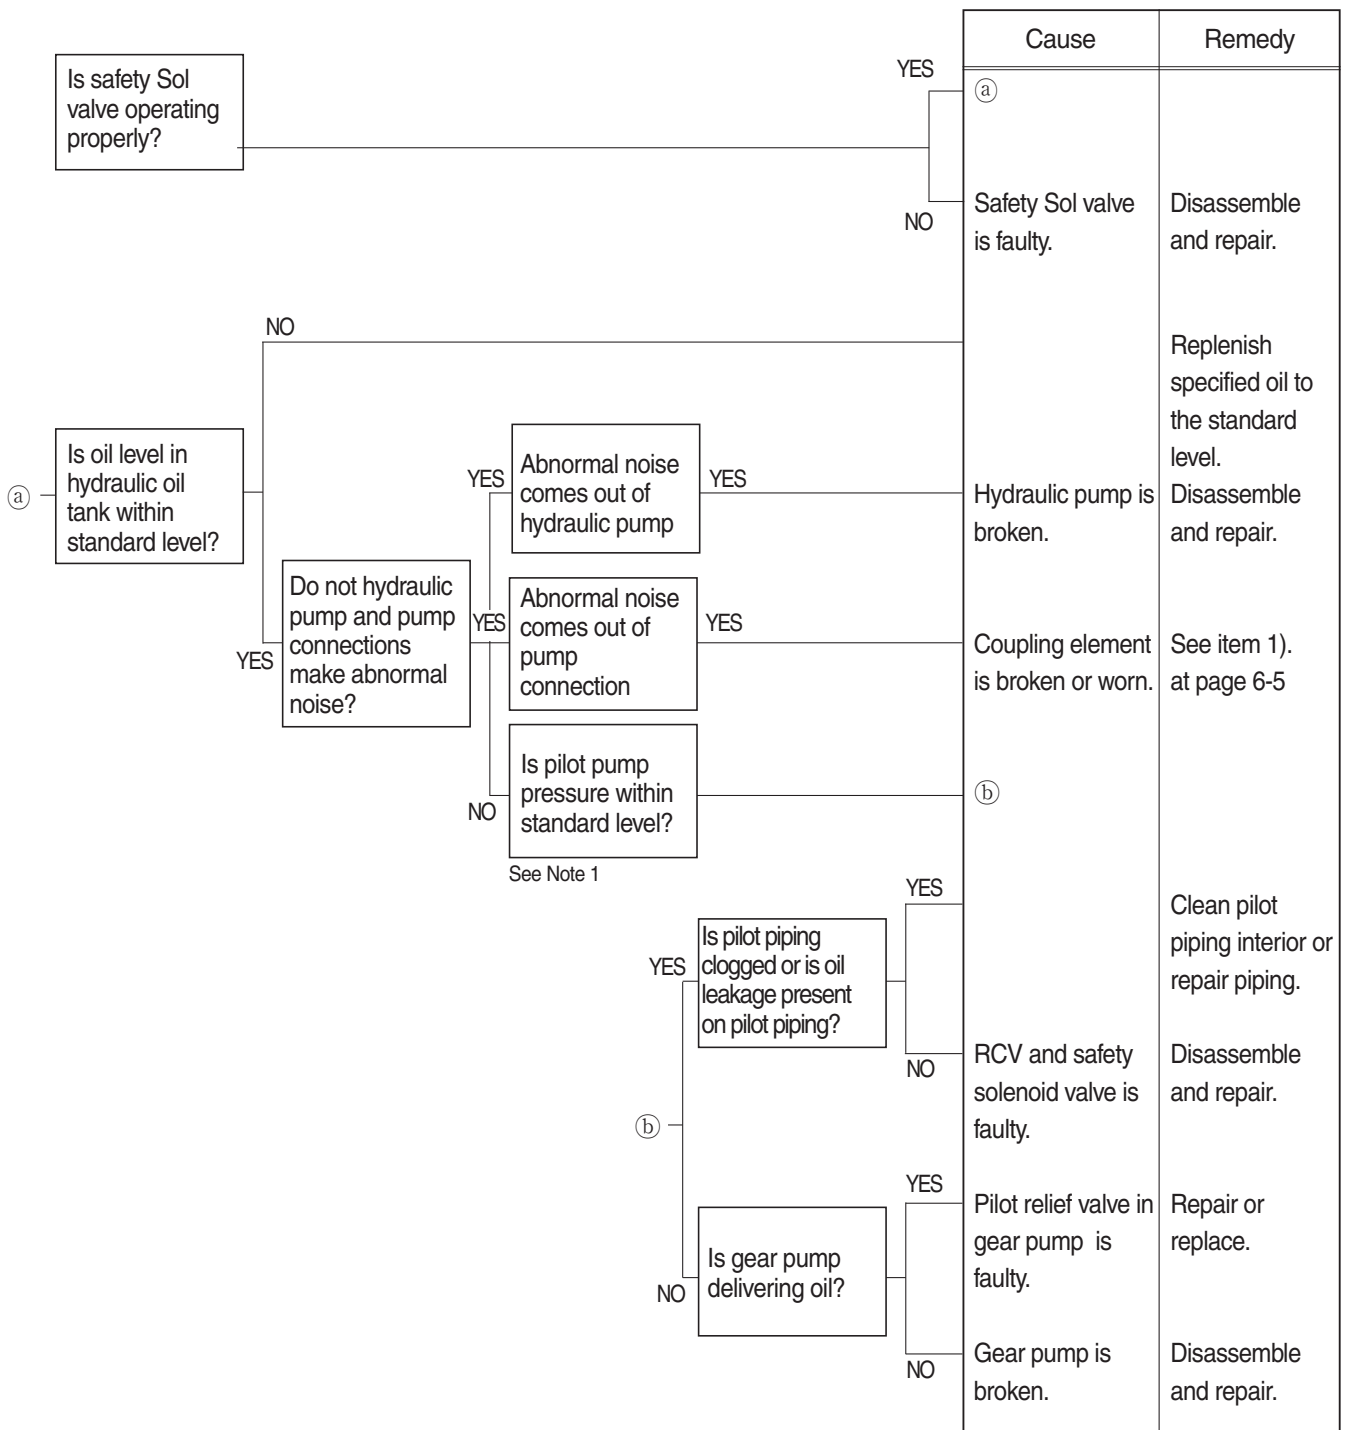 Cause
Remedy
Is safety Sol
valve operating
properly?
YES
ⓐ
NO
Safety Sol valve
is faulty.
Disassemble
and repair.
NO
Replenish
specified oil to
the standard
level.
ⓐ
Is oil level in
hydraulic oil
tank within
standard level?
YES
Do not hydraulic
pump and pump
connections
make abnormal
noise?
YES
Abnormal noise
comes out of
hydraulic pump
YES
Hydraulic pump is
broken.
Disassemble
and repair.
YES
Abnormal noise
comes out of
pump
connection
YES
Coupling element
is broken or worn.
See item 1).
at page 6-5
NO
Is pilot pump
pressure within
standard level?
ⓑ
See Note 1
ⓑ
YES
Is pilot piping
clogged or is oil
leakage present
on pilot piping?
YES
Clean pilot
piping interior or
repair piping.
NO
RCV and safety
solenoid valve is
faulty.
Disassemble
and repair.
NO
Is gear pump
delivering oil?
YES
Pilot relief valve in
gear pump is
faulty.
Repair or
replace.
NO
Gear pump is
broken.
Disassemble
and repair.